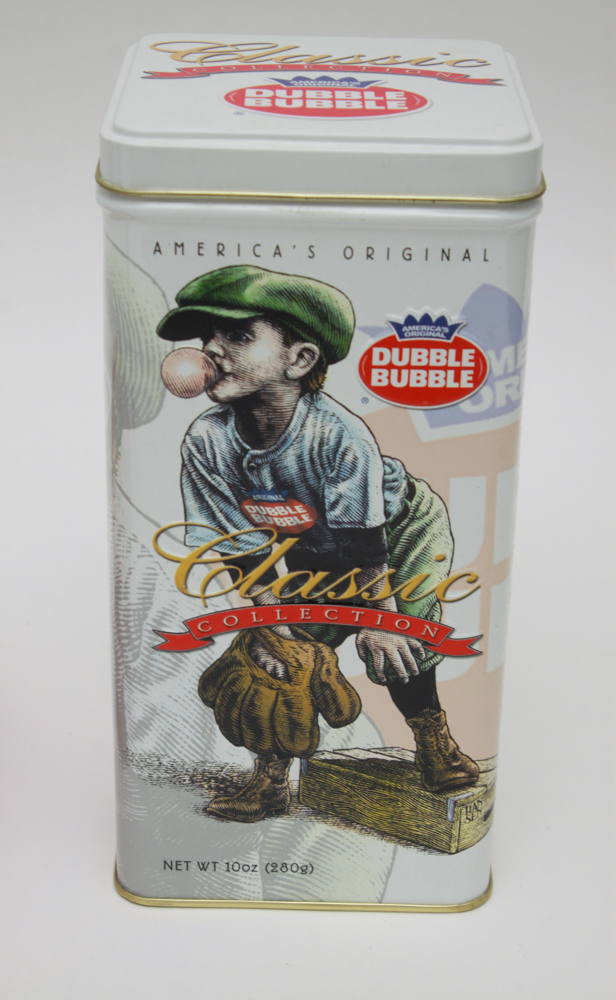 Classic
COLLECTION
AMERICA'S
ORIGINAL
DUBBLE
BUBBLE
®
AMERICA'S ORIGINAL
AMERICA'S
ORIGINAL
DUBBLE
BUBBLE
®
ORIGINAL
DUBBLE
BUBBLE
Classic
COLLECTION
NET WT 10oz (280g)